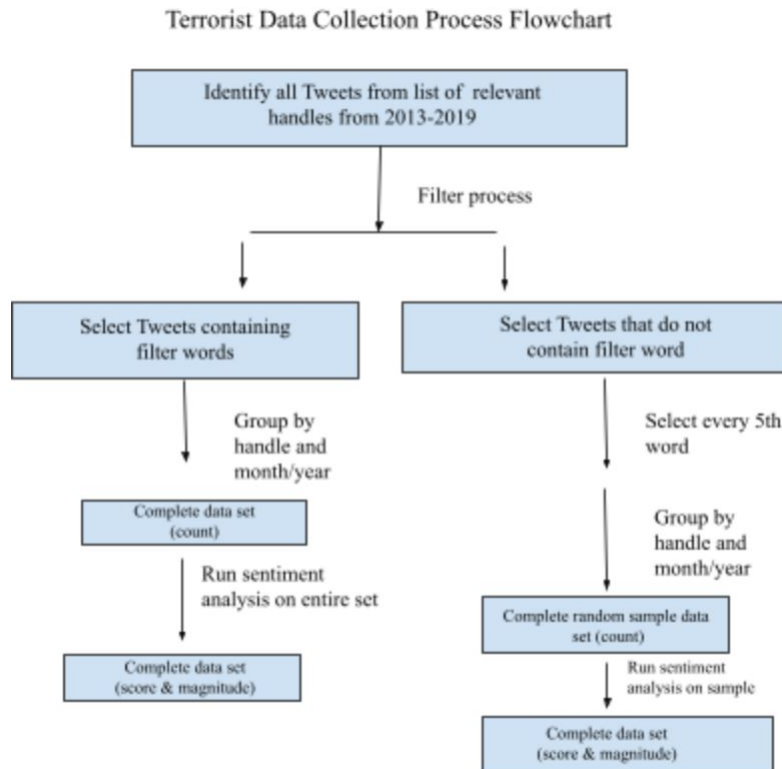 Terrorist Data Collection Process Flowchart
Identify all Tweets from list of relevant
handles from 2013-2019
Filter process
Select Tweets containing
filter words
Select Tweets that do not
contain filter word
Group by
handle and
month/year
Select every 5th
word
Complete data set
(count)
Group by
handle and
month/year
Run sentiment
analysis on entire set
Complete random sample data
set (count)
Complete data set
(score & magnitude)
Run sentiment
analysis on sample
Complete data set
(score & magnitude)